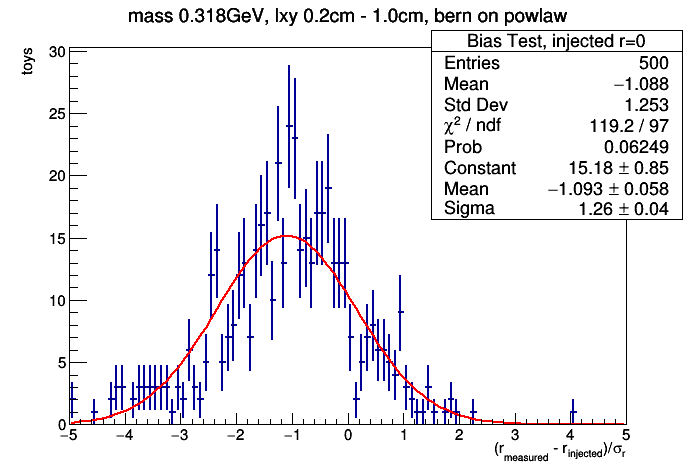 mass 0.318GeV, lxy 0.2cm - 1.0cm, bern on powlaw
Bias Test, injected r=0
Entries 500
Mean −1.088
Std Dev 1.253
χ² / ndf 119.2 / 97
Prob 0.06249
Constant 15.18 ± 0.85
Mean −1.093 ± 0.058
Sigma 1.26 ± 0.04
toys
30
25
20
15
10
5
0
−5 −4 −3 −2 −1 0 1 2 3 4 5
(r_measured - r_injected)/σ_r